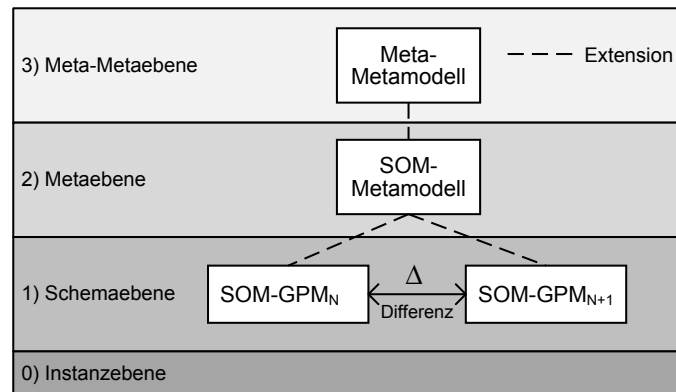 3) Meta-Metaebene
Meta-
Metamodell
Extension
2) Metaebene
SOM-
Metamodell
1) Schemaebene
SOM-GPMN
Δ
Differenz
SOM-GPMN+1
0) Instanzebene